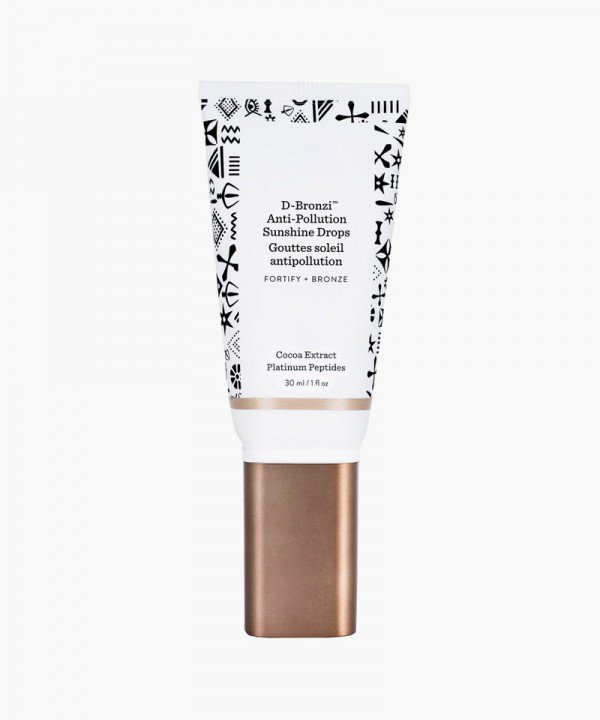 D-Bronzi™
Anti-Pollution
Sunshine Drops
Gouttes soleil
antipollution
FORTIFY + BRONZE
Cocoa Extract
Platinum Peptides
30 ml / 1 fl oz